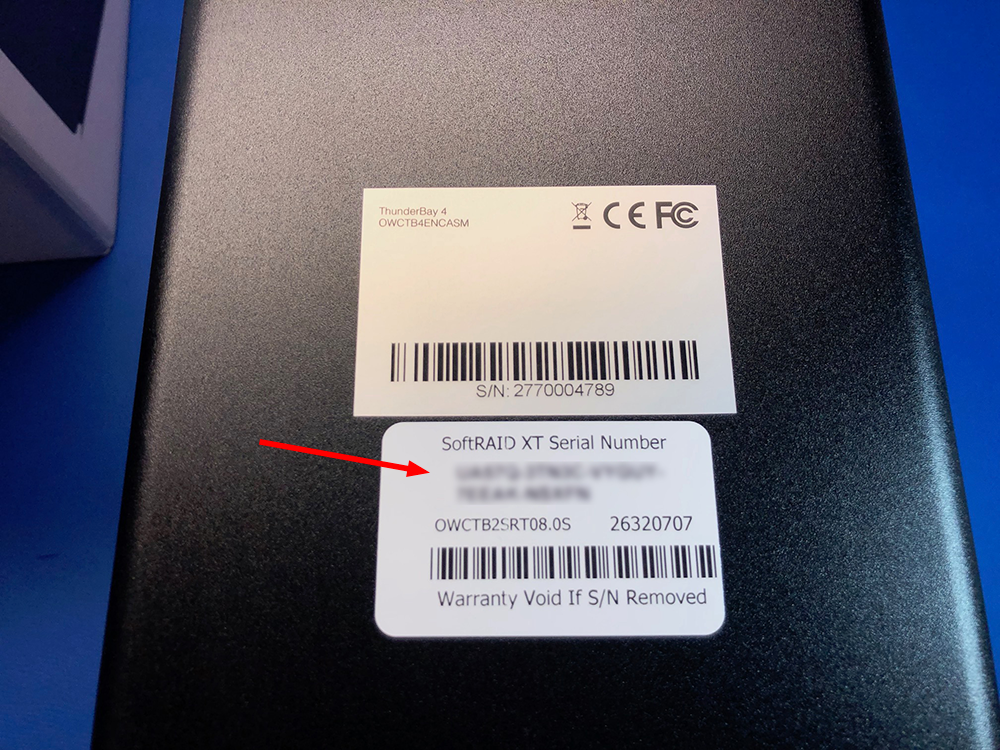 ThunderBay 4
OWCTB4ENCASM
CE FC
S/N: 2770004789
SoftRAID XT Serial Number
OWCTB2SRT08.0S 26320707
Warranty Void If S/N Removed